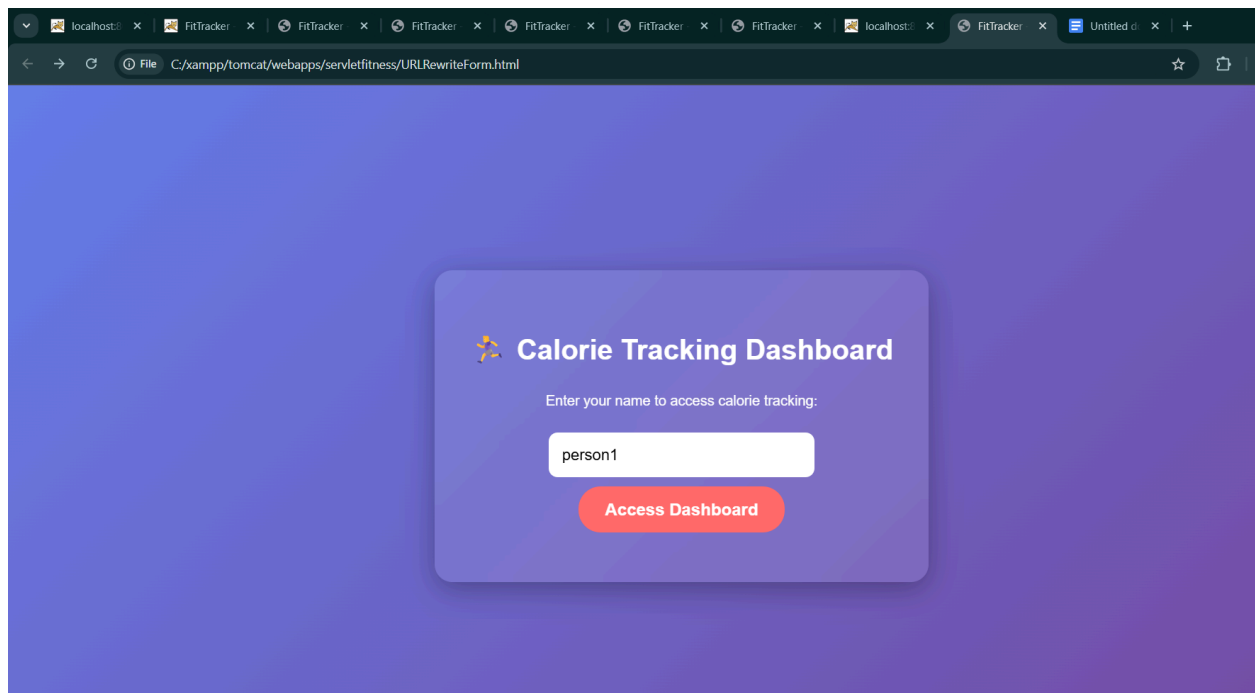 localhost:8 FitTracker FitTracker FitTracker FitTracker FitTracker FitTracker localhost:8 FitTracker Untitled d
File C:/xampp/tomcat/webapps/servletfitness/URLRewriteForm.html
Calorie Tracking Dashboard
Enter your name to access calorie tracking:
person1
Access Dashboard